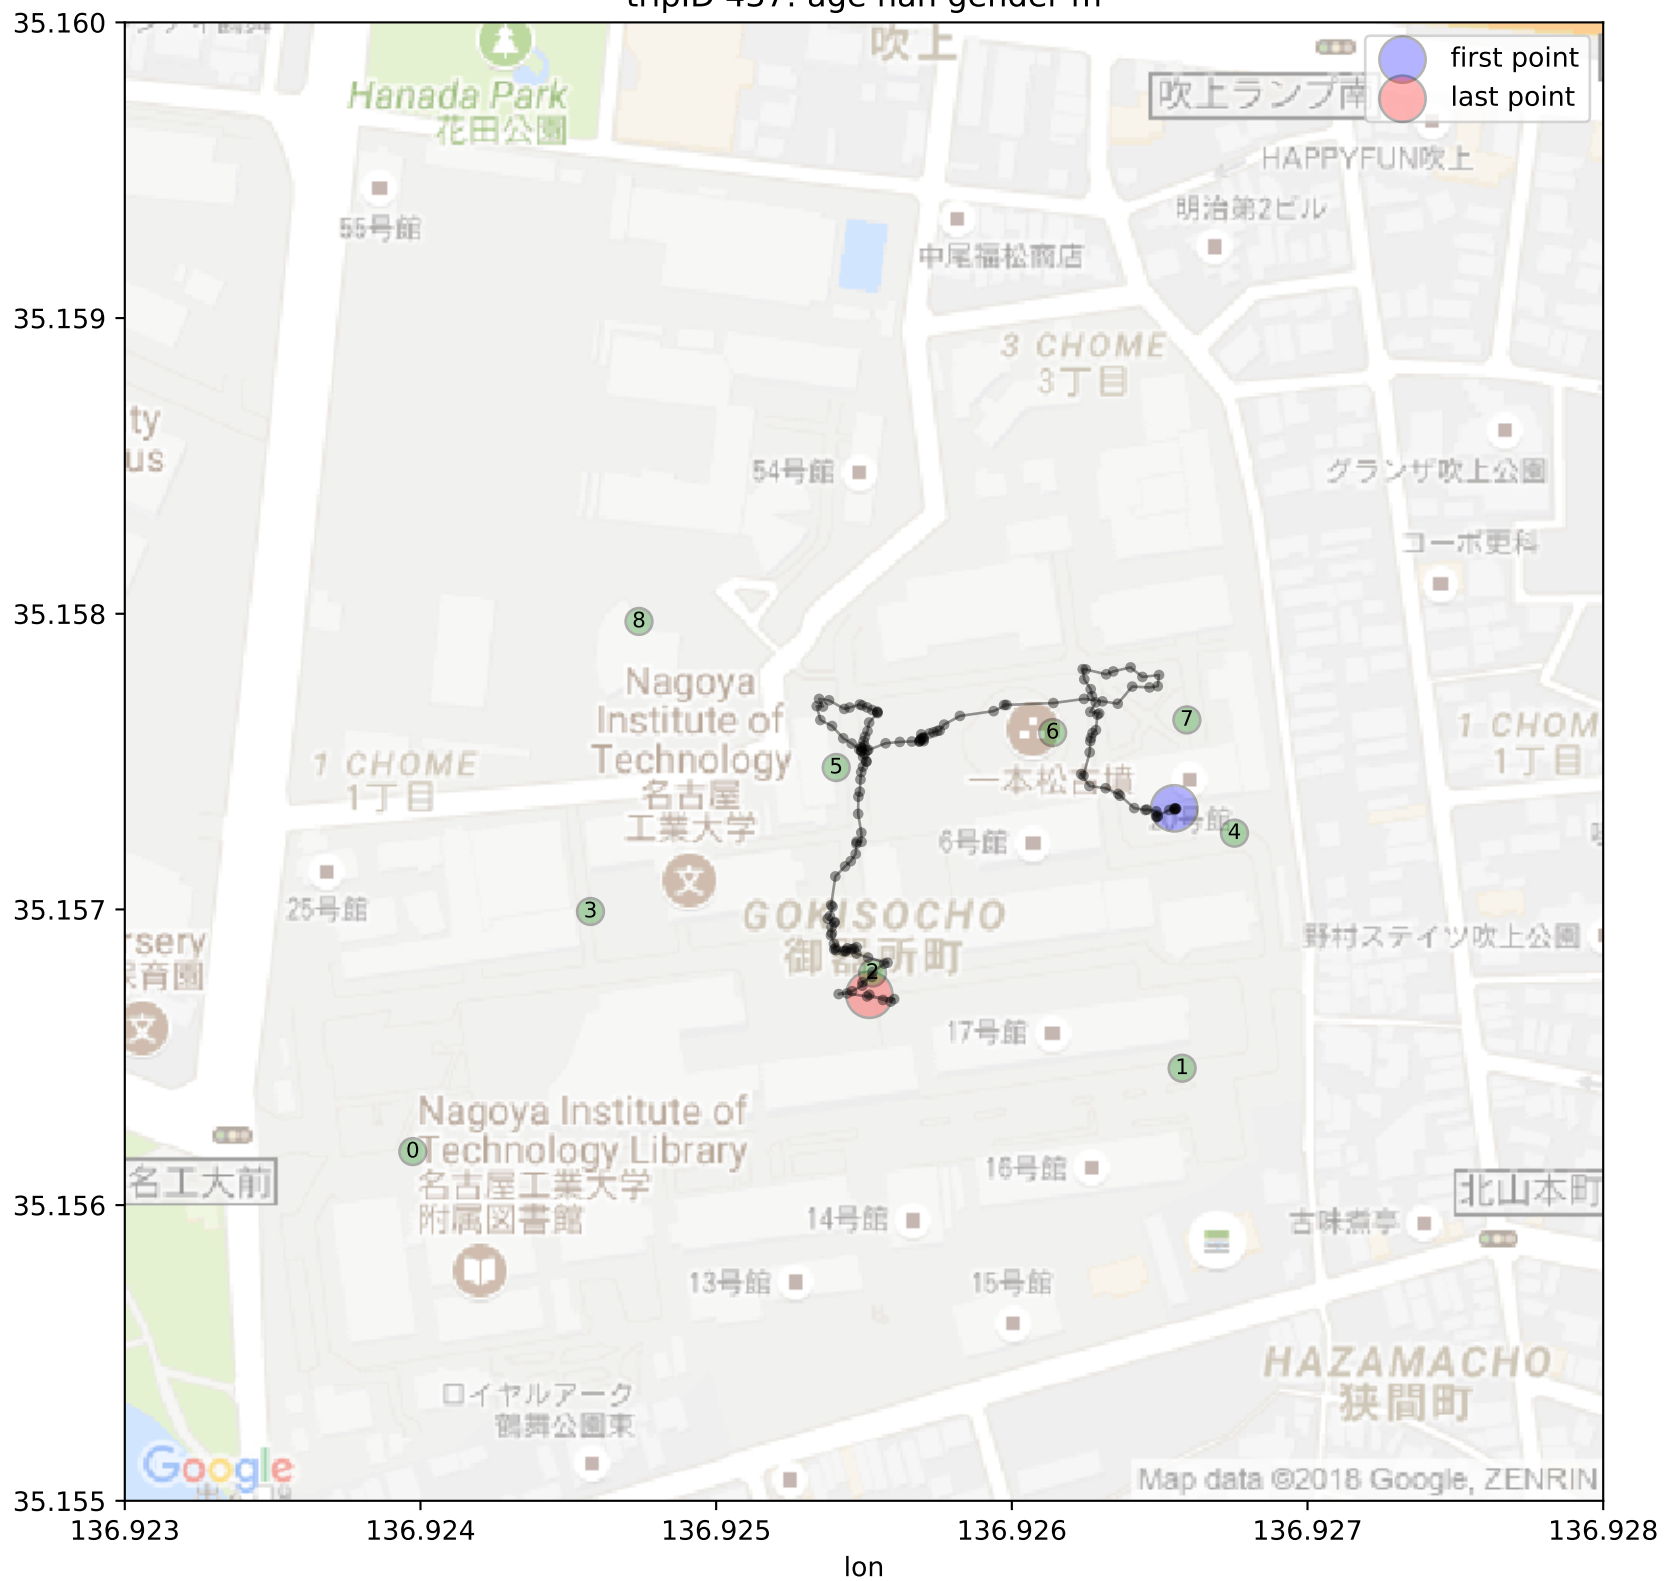 35.160
35.159
35.158
35.157
35.156
35.155
136.923
136.924
136.925
136.926
136.927
136.928
lon
first point
last point
吹上
吹上ランプ南
Hanada Park
花田公園
HAPPYFUN吹上
55号館
明治第2ビル
中尾福松商店
3 CHOME
3丁目
ty
us
54号館
グランザ吹上公園
コーポ更科
8
Nagoya
Institute of
Technology
名古屋
工業大学
7
6
5
4
1 CHOME
1丁目
一本松古墳
1 CHOM
1丁目
6号館
25号館
3
GOKISOCHO
御器所町
野村ステイツ吹上公園
rsery
保育園
2
17号館
1
Nagoya Institute of
Technology Library
名古屋工業大学
附属図書館
0
名工大前
16号館
北山本町
14号館
古味煮亭
13号館
15号館
HAZAMACHO
狭間町
ロイヤルアーク
鶴舞公園東
Google
Map data ©2018 Google, ZENRIN